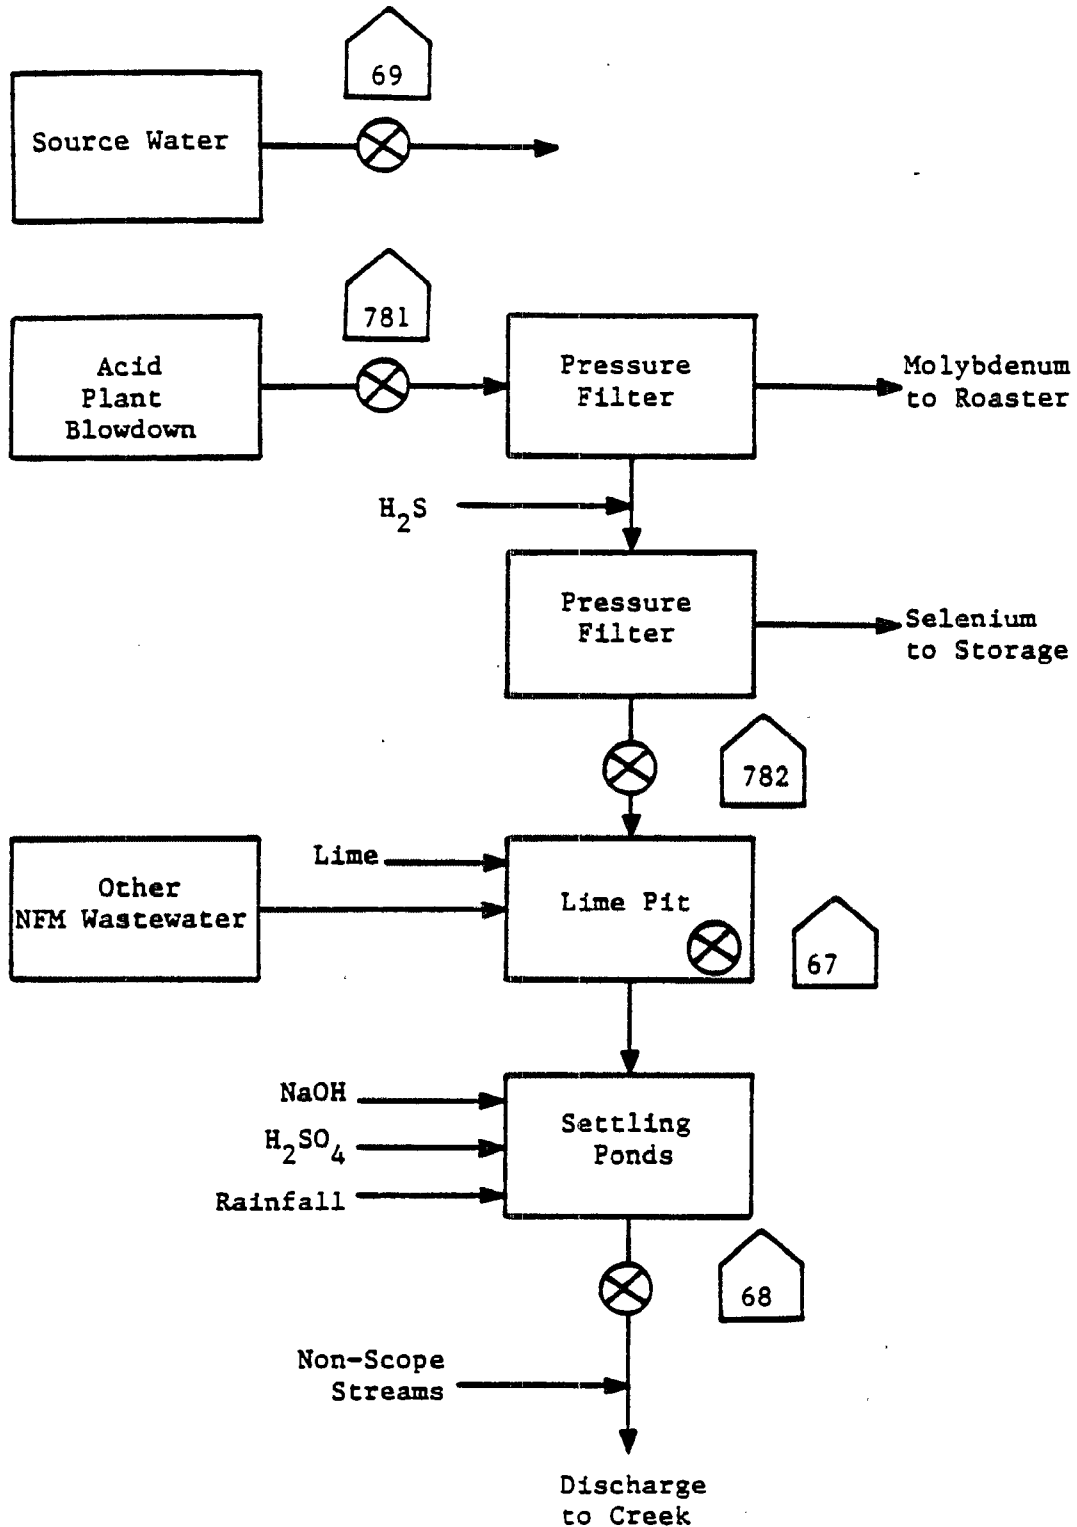 69
Source Water
781
Acid
Plant
Blowdown
Pressure
Filter
Molybdenum
to Roaster
H2S
Pressure
Filter
Selenium
to Storage
782
Lime
Other
NFM Wastewater
Lime Pit
67
NaOH
H2SO4
Rainfall
Settling
Ponds
68
Non-Scope
Streams
Discharge
to Creek